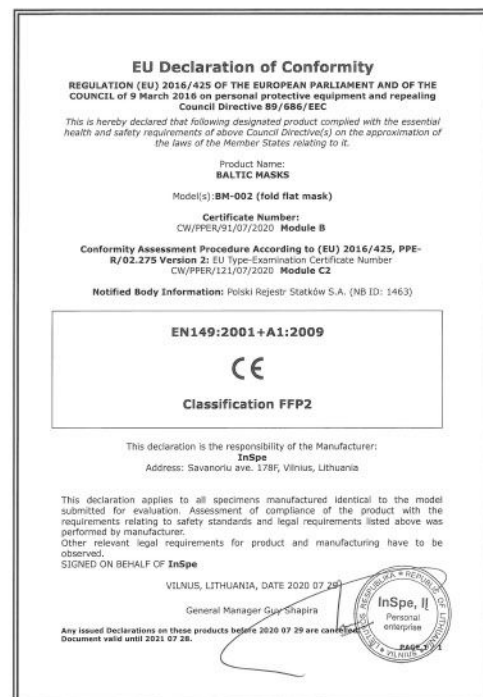 EU Declaration of Conformity
REGULATION (EU) 2016/425 OF THE EUROPEAN PARLIAMENT AND OF THE
COUNCIL of 9 March 2016 on personal protective equipment and repealing
Council Directive 89/686/EEC
This is hereby declared that following designated product complied with the essential
health and safety requirements of above Council Directive(s) on the approximation of
the laws of the Member States relating to it.
Product Name:
BALTIC MASKS
Model(s):BM-002 (fold flat mask)
Certificate Number:
CW/PPER/91/07/2020 Module B
Conformity Assessment Procedure According to (EU) 2016/425, PPE-
R/02.275 Version 2: EU Type-Examination Certificate Number
CW/PPER/121/07/2020 Module C2
Notified Body Information: Polski Rejestr Statków S.A. (NB ID: 1463)
EN149:2001+A1:2009
CE
Classification FFP2
This declaration is the responsibility of the Manufacturer:
InSpe
Address: Savanoriu ave. 178F, Vilnius, Lithuania
This declaration applies to all specimens manufactured identical to the model
submitted for evaluation. Assessment of compliance of the product with the
requirements relating to safety standards and legal requirements listed above was
performed by manufacturer.
Other relevant legal requirements for product and manufacturing have to be
observed.
SIGNED ON BEHALF OF InSpe
VILNUS, LITHUANIA, DATE 2020 07 29
General Manager Guy Shapira
Any issued Declarations on these products before 2020 07 29 are cancelled.
Document valid until 2021 07 28.
PAGE 1 / 1
LIETUVOS RESPUBLIKA * REPUBLIC OF LITHUANIA
InSpe, IĮ
Personal
enterprise
VILNIUS